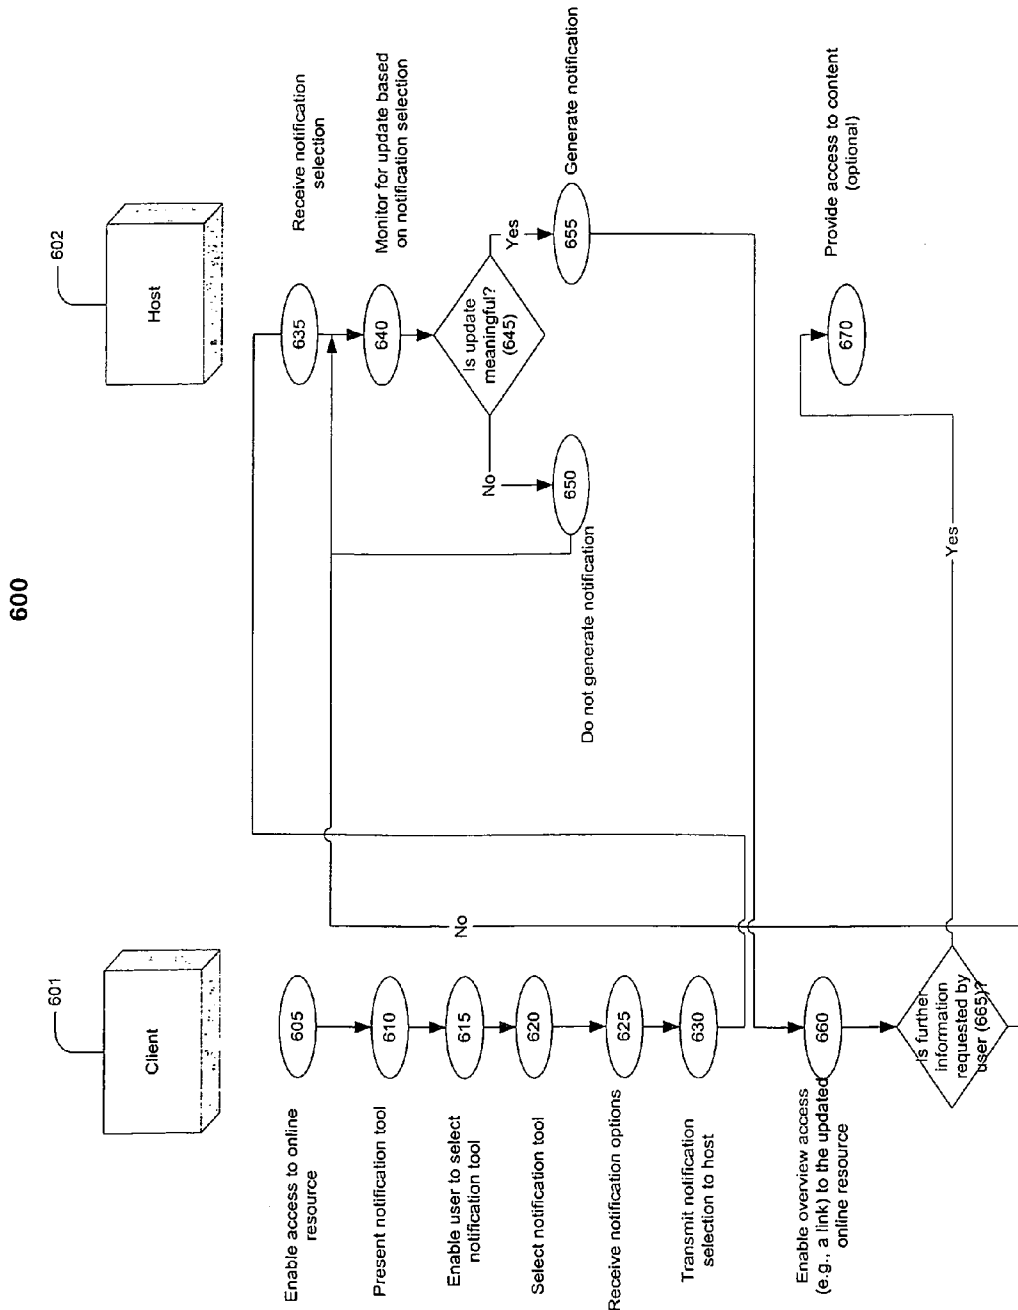 600
601
Client
602
Host
605
Enable access to online
resource
610
Present notification tool
615
Enable user to select
notification tool
620
Select notification tool
625
Receive notification options
630
Transmit notification
selection to host
635
Receive notification
selection
640
Monitor for update based
on notification selection
Is update
meaningful?
(645)
No
Yes
650
Do not generate notification
655
Generate notification
660
Enable overview access
(e.g., a link) to the updated
online resource
Is further
information
requested by
user (665)?
No
Yes
670
Provide access to content
(optional)